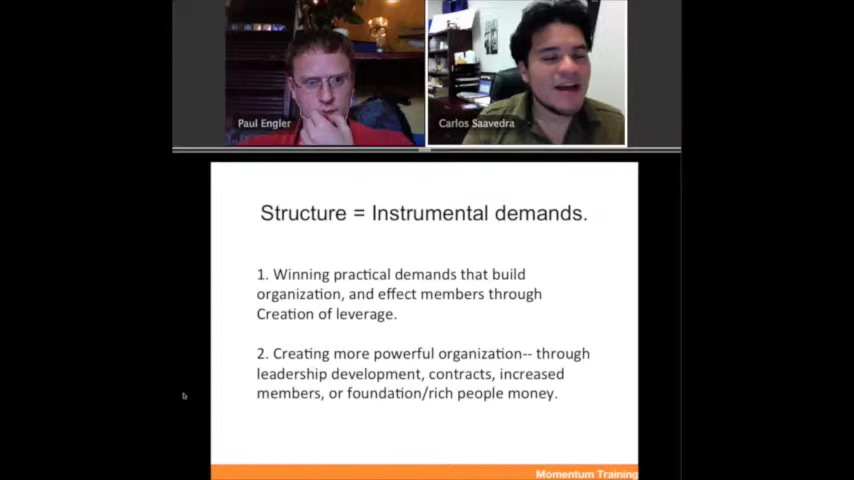 Paul Engler
Carlos Saavedra
Structure = Instrumental demands.
1. Winning practical demands that build
organization, and effect members through
Creation of leverage.
2. Creating more powerful organization-- through
leadership development, contracts, increased
members, or foundation/rich people money.
Momentum Training